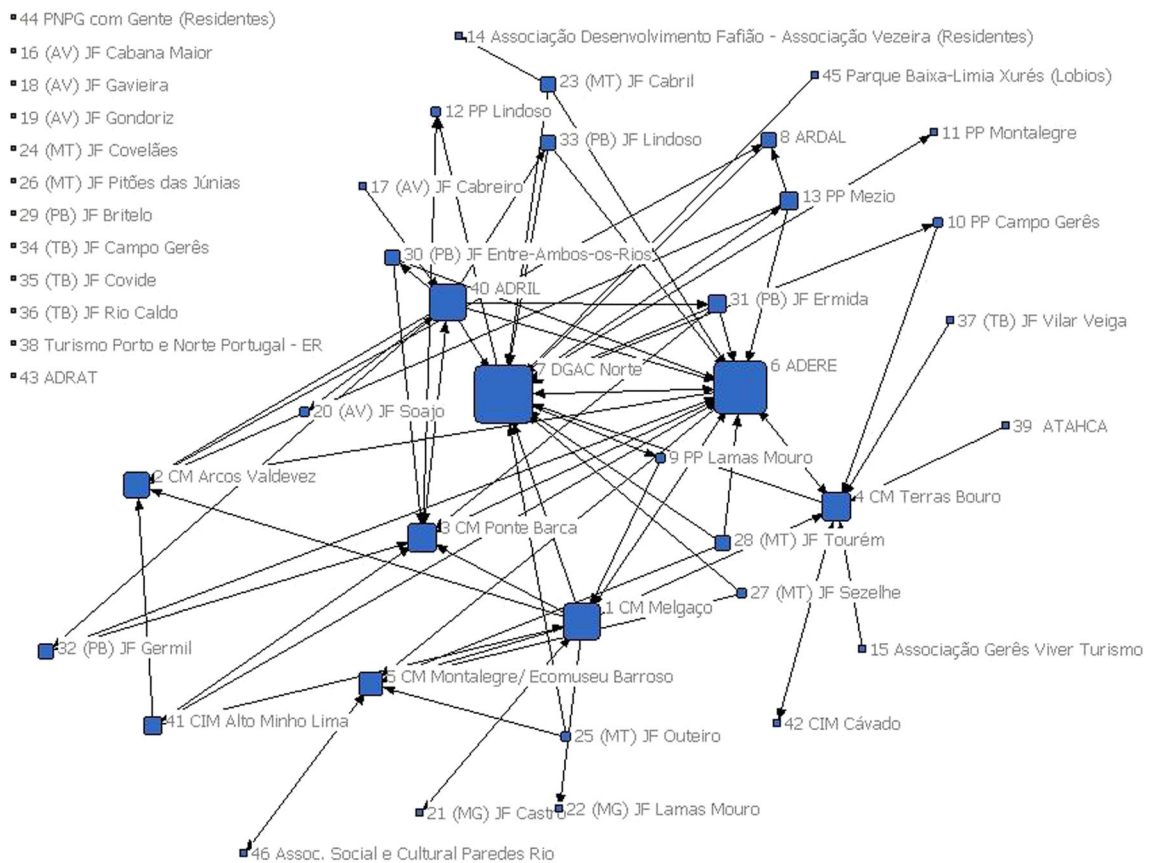 44 PNPG com Gente (Residentes)
16 (AV) JF Cabana Maior
18 (AV) JF Gavieira
19 (AV) JF Gondoriz
24 (MT) JF Covelães
26 (MT) JF Pitões das Júnias
29 (PB) JF Britelo
34 (TB) JF Campo Gerês
35 (TB) JF Covide
36 (TB) JF Rio Caldo
38 Turismo Porto e Norte Portugal - ER
43 ADRAT
14 Associação Desenvolvimento Fafião - Associação Vezeira (Residentes)
23 (MT) JF Cabril
45 Parque Baixa-Limia Xurés (Lobios)
12 PP Lindoso
33 (PB) JF Lindoso
8 ARDAL
11 PP Montalegre
17 (AV) JF Cabreiro
13 PP Mezio
10 PP Campo Gerês
30 (PB) JF Entre-Ambos-os-Rios
40 ADRIL
31 (PB) JF Ermida
37 (TB) JF Vilar Veiga
7 DGAC Norte
6 ADERE
20 (AV) JF Soajo
39 ATAHCA
9 PP Lamas Mouro
2 CM Arcos Valdevez
4 CM Terras Bouro
3 CM Ponte Barca
28 (MT) JF Tourém
27 (MT) JF Sezelhe
1 CM Melgaço
32 (PB) JF Germil
15 Associação Gerês Viver Turismo
5 CM Montalegre/ Ecomuseu Barroso
41 CIM Alto Minho Lima
42 CIM Cávado
25 (MT) JF Outeiro
21 (MG) JF Castro
22 (MG) JF Lamas Mouro
46 Assoc. Social e Cultural Paredes Rio